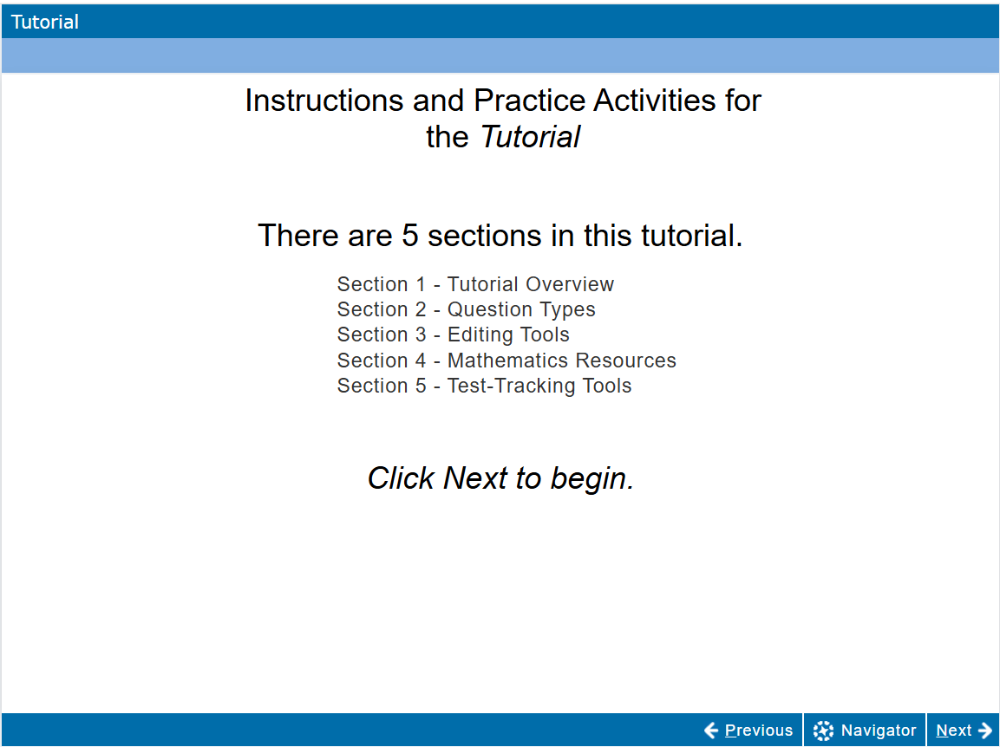 Tutorial
Instructions and Practice Activities for
the Tutorial
There are 5 sections in this tutorial.
Section 1 - Tutorial Overview
Section 2 - Question Types
Section 3 - Editing Tools
Section 4 - Mathematics Resources
Section 5 - Test-Tracking Tools
Click Next to begin.
Previous Navigator Next